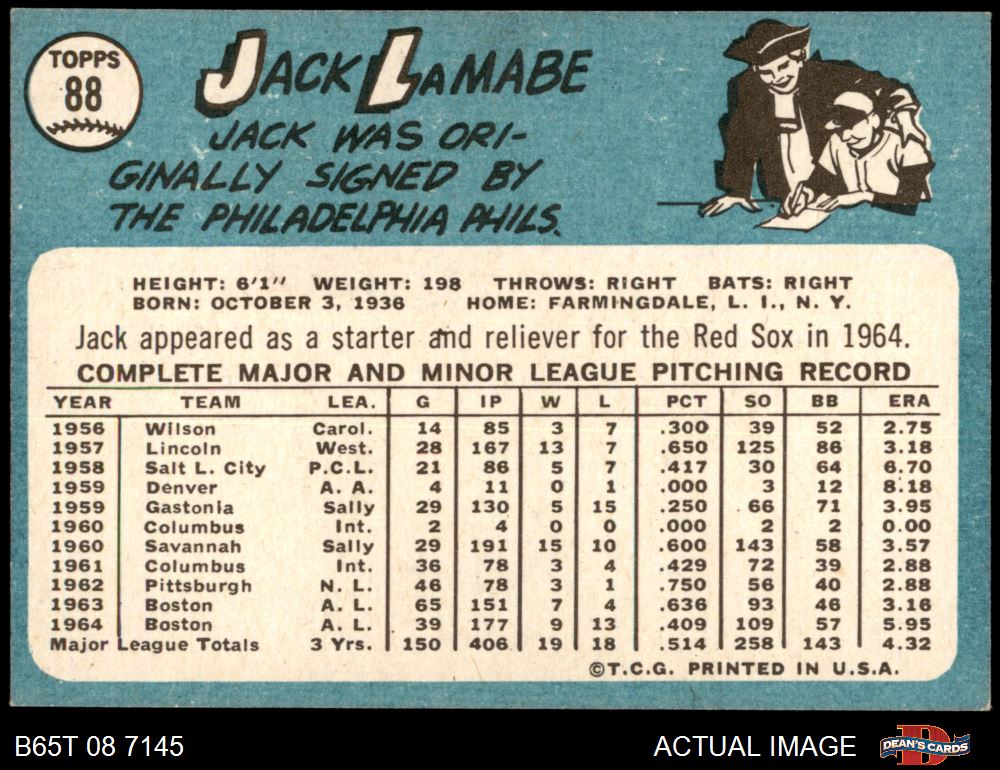 TOPPS
88
JACK LAMABE
JACK WAS ORI-
GINALLY SIGNED BY
THE PHILADELPHIA PHILS.
HEIGHT: 6'1" WEIGHT: 198 THROWS: RIGHT BATS: RIGHT
BORN: OCTOBER 3, 1936 HOME: FARMINGDALE, L. I., N. Y.
Jack appeared as a starter and reliever for the Red Sox in 1964.
COMPLETE MAJOR AND MINOR LEAGUE PITCHING RECORD
YEAR TEAM LEA. G IP W L PCT SO BB ERA
1956 Wilson Carol. 14 85 3 7 .300 39 52 2.75
1957 Lincoln West. 28 167 13 7 .650 125 86 3.18
1958 Salt L. City P.C.L. 21 86 5 7 .417 30 64 6.70
1959 Denver A. A. 4 11 0 1 .000 3 12 8.18
1959 Gastonia Sally 29 130 5 15 .250 66 71 3.95
1960 Columbus Int. 2 4 0 0 .000 2 2 0.00
1960 Savannah Sally 29 191 15 10 .600 143 58 3.57
1961 Columbus Int. 36 78 3 4 .429 72 39 2.88
1962 Pittsburgh N. L. 46 78 3 1 .750 56 40 2.88
1963 Boston A. L. 65 151 7 4 .636 93 46 3.16
1964 Boston A. L. 39 177 9 13 .409 109 57 5.95
Major League Totals 3 Yrs. 150 406 19 18 .514 258 143 4.32
©T.C.G. PRINTED IN U.S.A.
B65T 08 7145 ACTUAL IMAGE D DEAN'S CARDS